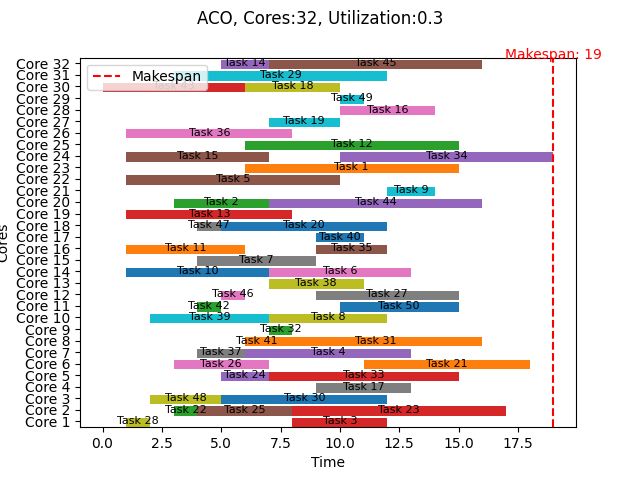 ACO, Cores:32, Utilization:0.3
Makespan: 19
Makespan
Core 32 Task 14 Task 45
Core 31 Task 29
Core 30 Task 18
Core 29 Task 49
Core 28 Task 16
Core 27 Task 19
Core 26 Task 36
Core 25 Task 12
Core 24 Task 15 Task 34
Core 23 Task 1
Core 22 Task 5
Core 21 Task 9
Core 20 Task 2 Task 44
Core 19 Task 13
Core 18 Task 47 Task 20
Core 17 Task 40
Core 16 Task 11 Task 35
Core 15 Task 7
Core 14 Task 10 Task 6
Core 13 Task 38
Core 12 Task 46 Task 27
Core 11 Task 42 Task 50
Core 10 Task 39 Task 8
Core 9 Task 32
Core 8 Task 41 Task 31
Core 7 Task 37 Task 4
Core 6 Task 26 Task 21
Core 5 Task 24 Task 33
Core 4 Task 17
Core 3 Task 48 Task 30
Core 2 Task 22 Task 25 Task 23
Core 1 Task 28 Task 3
Cores
0.0 2.5 5.0 7.5 10.0 12.5 15.0 17.5
Time